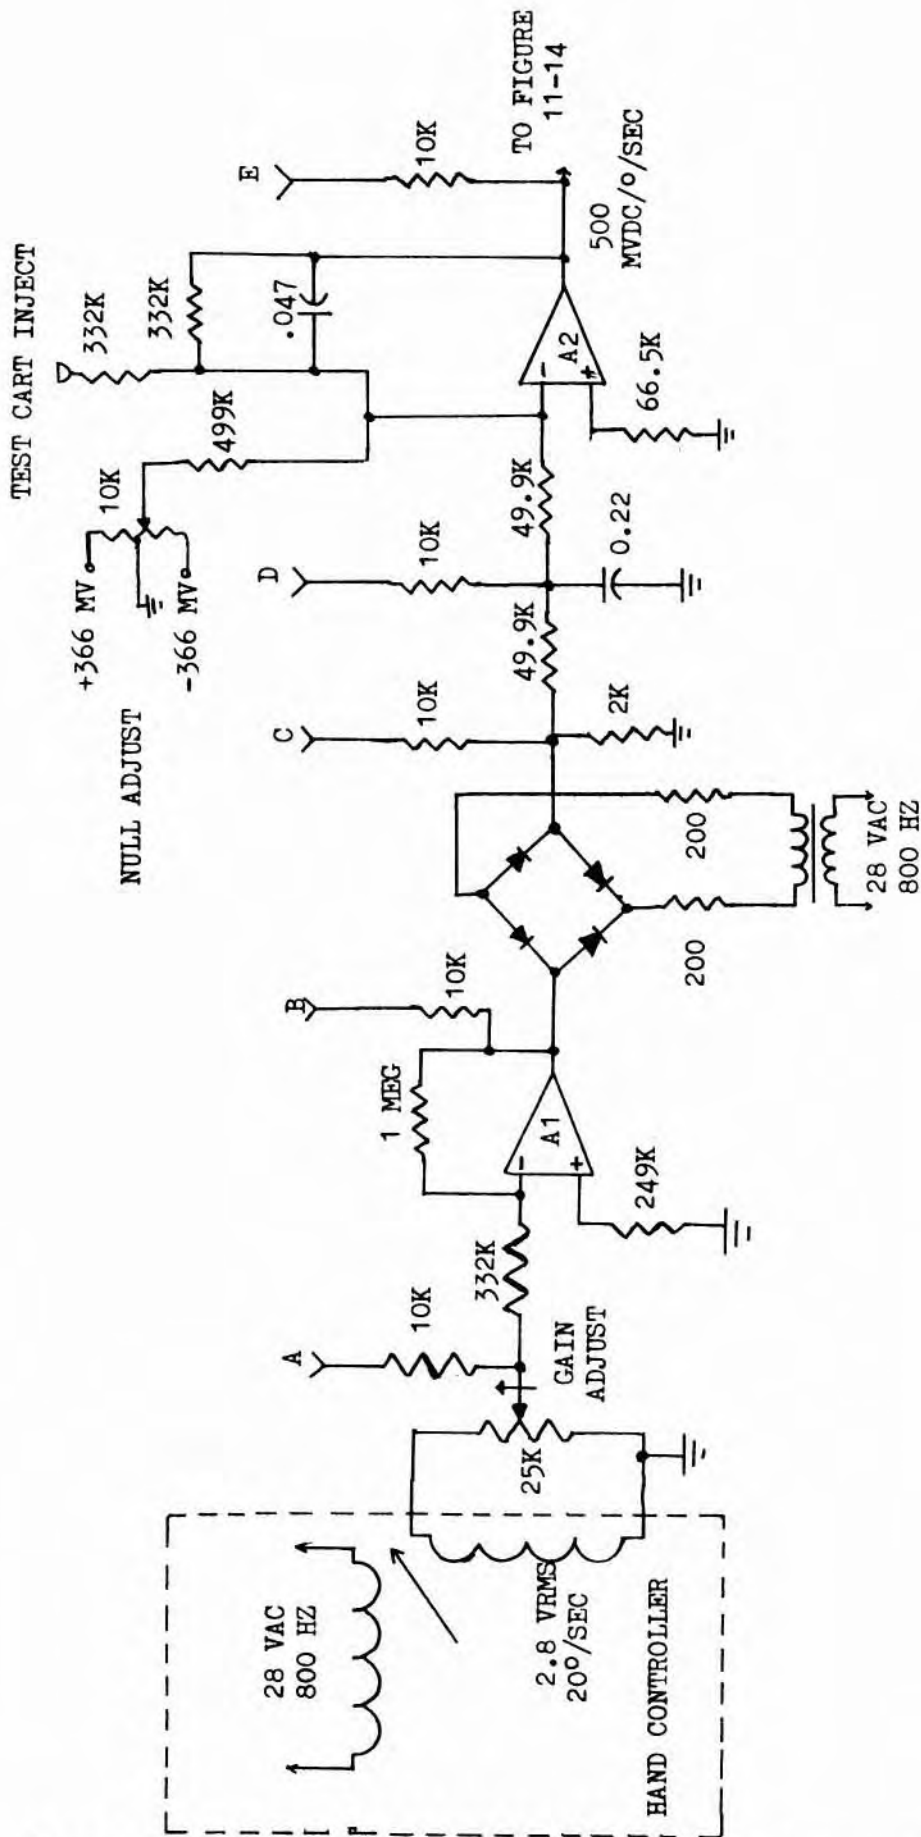 28 VAC
800 HZ
2.8 VRMS
20°/SEC
HAND CONTROLLER
25K
GAIN
ADJUST
A
10K
332K
1 MEG
-
+
A1
249K
B
10K
200
200
28 VAC
800 HZ
C
10K
2K
49.9K
D
10K
0.22
49.9K
NULL ADJUST
+366 MV
-366 MV
10K
499K
TEST CART INJECT
332K
332K
.047
-
+
A2
66.5K
E
10K
500
MVDC/°/SEC
TO FIGURE
11-14